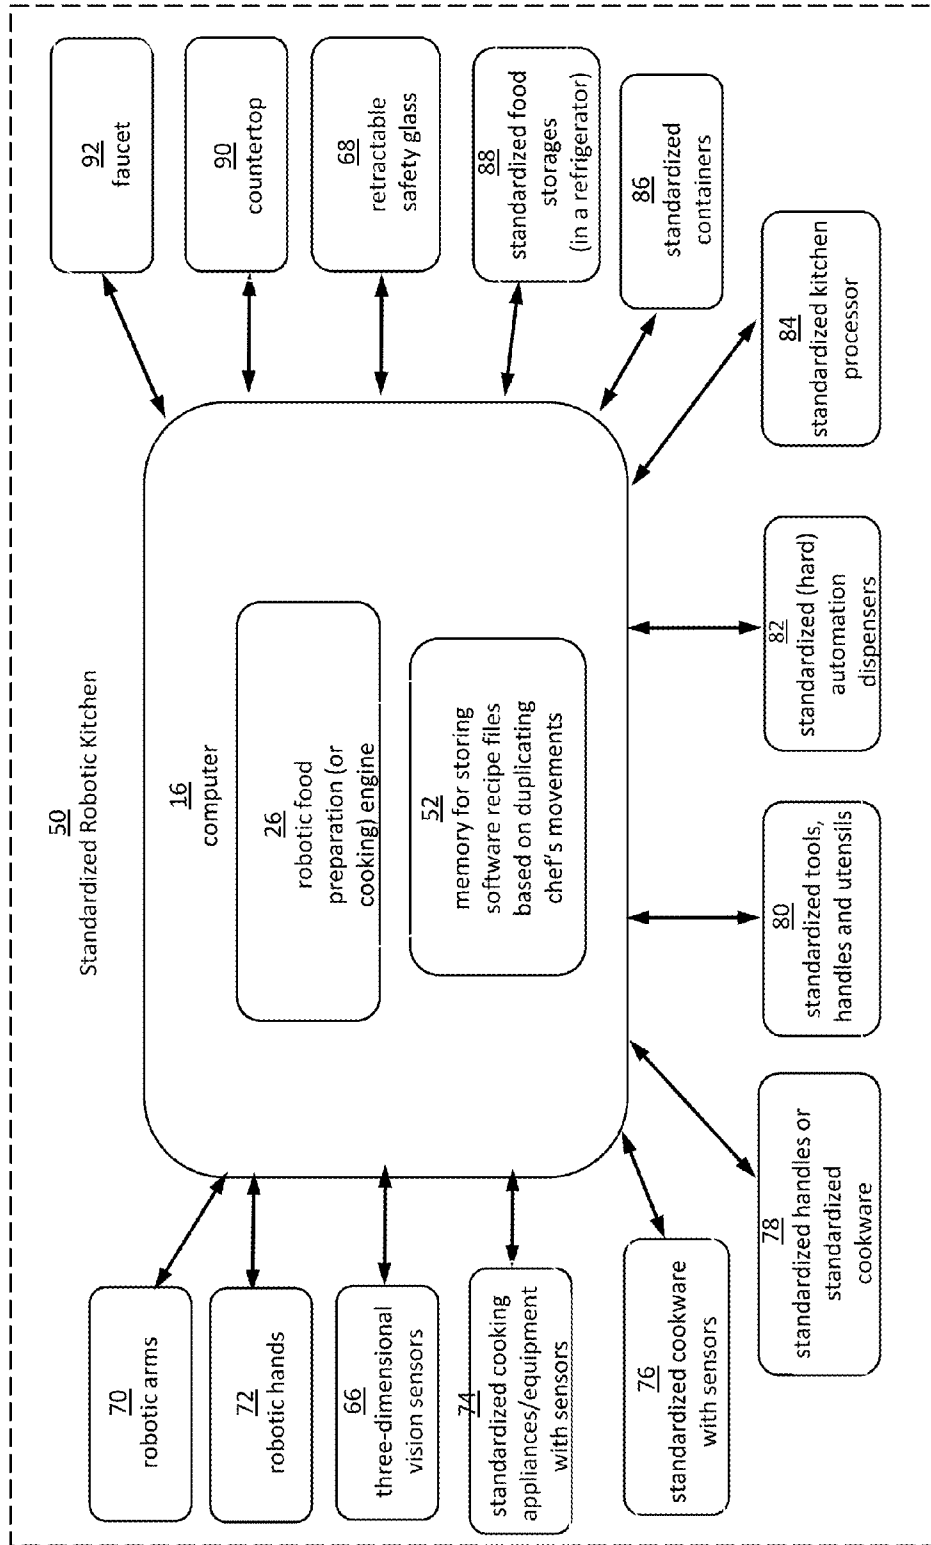 50
Standardized Robotic Kitchen
16
computer
26
robotic food
preparation (or
cooking) engine
52
memory for storing
software recipe files
based on duplicating
chef's movements
70
robotic arms
72
robotic hands
66
three-dimensional
vision sensors
74
standardized cooking
appliances/equipment
with sensors
76
standardized cookware
with sensors
78
standardized handles or
standardized
cookware
80
standardized tools,
handles and utensils
82
standardized (hard)
automation
dispensers
84
standardized kitchen
processor
86
standardized
containers
88
standardized food
storages
(in a refrigerator)
68
retractable
safety glass
90
countertop
92
faucet